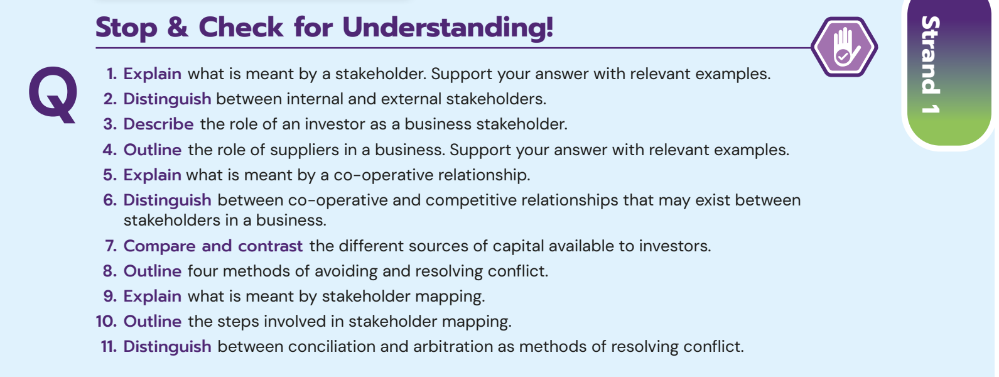 Stop & Check for Understanding!
Strand 1
Q
1. Explain what is meant by a stakeholder. Support your answer with relevant examples.
2. Distinguish between internal and external stakeholders.
3. Describe the role of an investor as a business stakeholder.
4. Outline the role of suppliers in a business. Support your answer with relevant examples.
5. Explain what is meant by a co-operative relationship.
6. Distinguish between co-operative and competitive relationships that may exist between
stakeholders in a business.
7. Compare and contrast the different sources of capital available to investors.
8. Outline four methods of avoiding and resolving conflict.
9. Explain what is meant by stakeholder mapping.
10. Outline the steps involved in stakeholder mapping.
11. Distinguish between conciliation and arbitration as methods of resolving conflict.